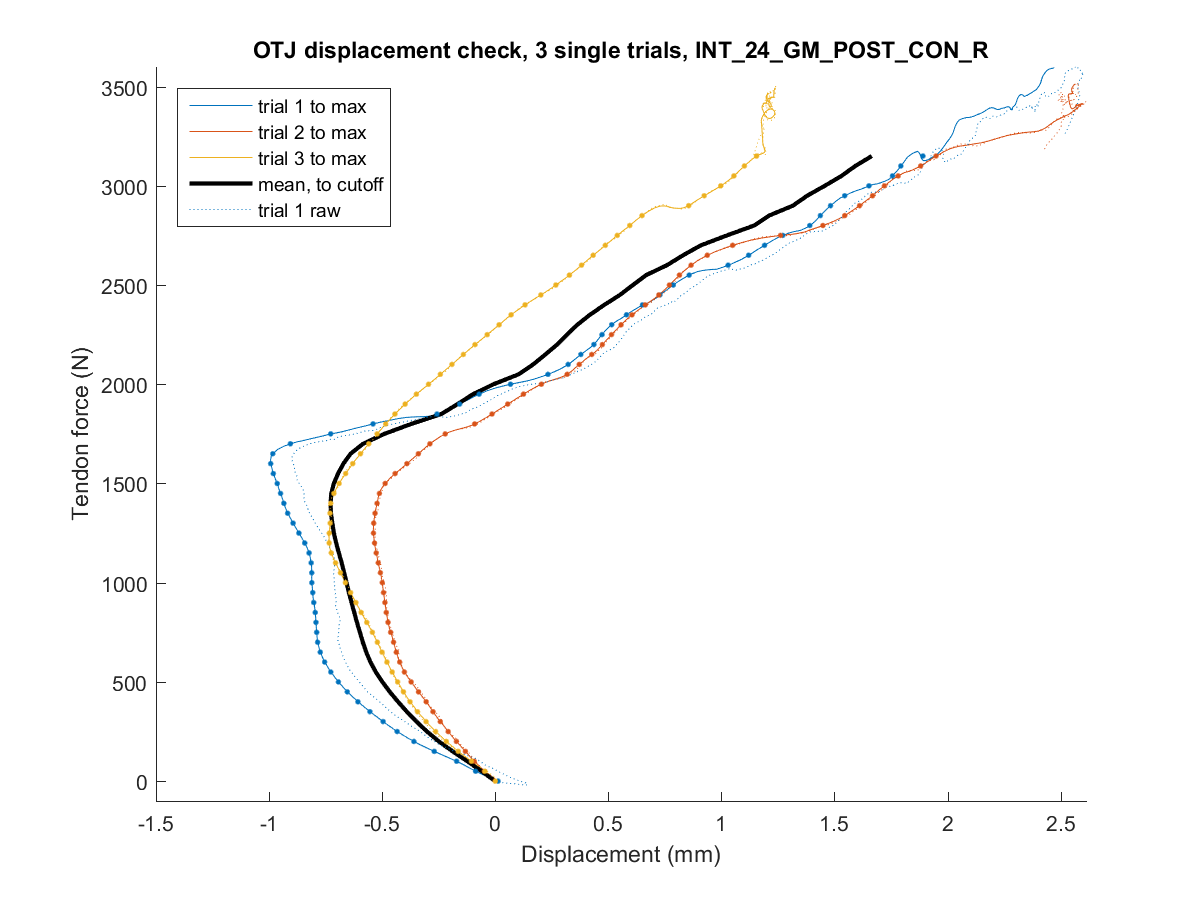 OTJ displacement check, 3 single trials, INT_24_GM_POST_CON_R
3500
3000
2500
2000
1500
1000
500
0
Tendon force (N)
trial 1 to max
trial 2 to max
trial 3 to max
mean, to cutoff
trial 1 raw
-1.5 -1 -0.5 0 0.5 1 1.5 2 2.5
Displacement (mm)